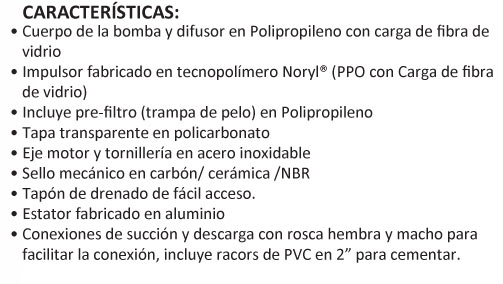 CARACTERÍSTICAS:
• Cuerpo de la bomba y difusor en Polipropileno con carga de fibra de
vidrio
• Impulsor fabricado en tecnopolímero Noryl® (PPO con Carga de fibra
de vidrio)
• Incluye pre-filtro (trampa de pelo) en Polipropileno
• Tapa transparente en policarbonato
• Eje motor y tornillería en acero inoxidable
• Sello mecánico en carbón/ cerámica /NBR
• Tapón de drenado de fácil acceso.
• Estator fabricado en aluminio
• Conexiones de succión y descarga con rosca hembra y macho para
facilitar la conexión, incluye racors de PVC en 2” para cementar.